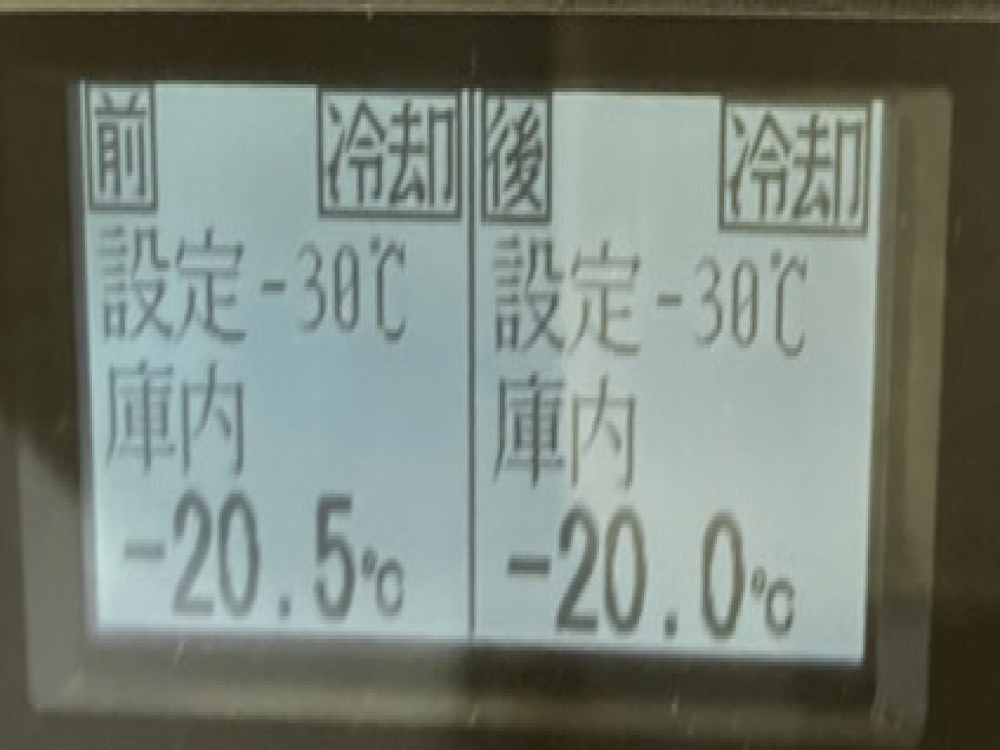 前 冷却
設定 -30℃
庫内
-20.5℃
後 冷却
設定 -30℃
庫内
-20.0℃